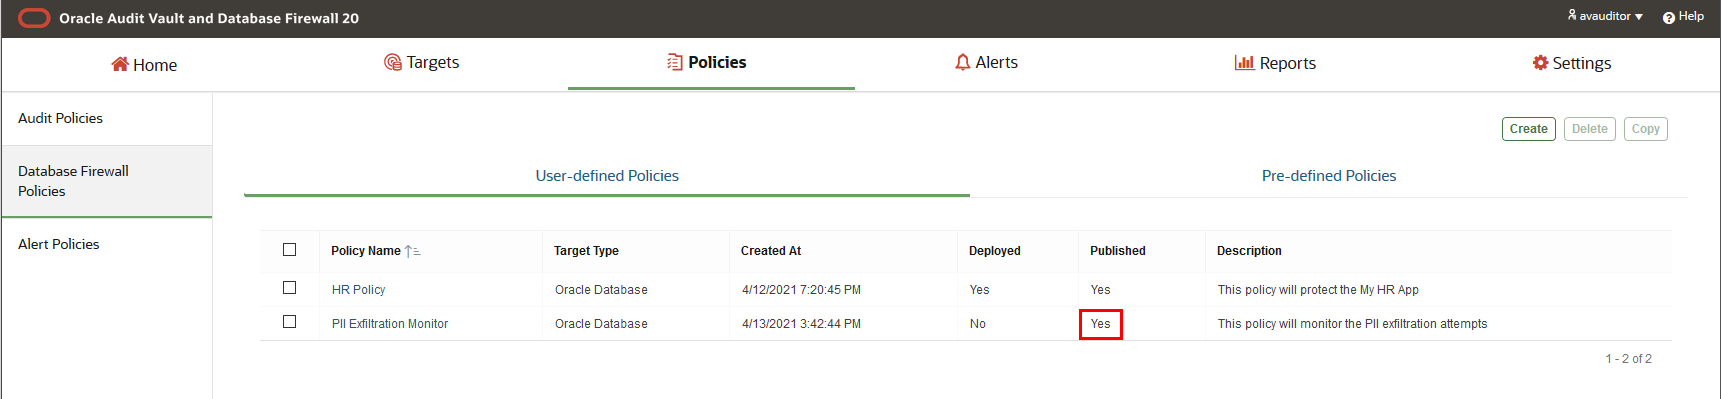 Oracle Audit Vault and Database Firewall 20
avauditor
Help
Home
Targets
Policies
Alerts
Reports
Settings
Audit Policies
Database Firewall
Policies
Alert Policies
Create
Delete
Copy
User-defined Policies
Pre-defined Policies
Policy Name Target Type Created At Deployed Published Description
HR Policy Oracle Database 4/12/2021 7:20:45 PM Yes Yes This policy will protect the My HR App
PII Exfiltration Monitor Oracle Database 4/13/2021 3:42:44 PM No Yes This policy will monitor the PII exfiltration attempts
1 - 2 of 2